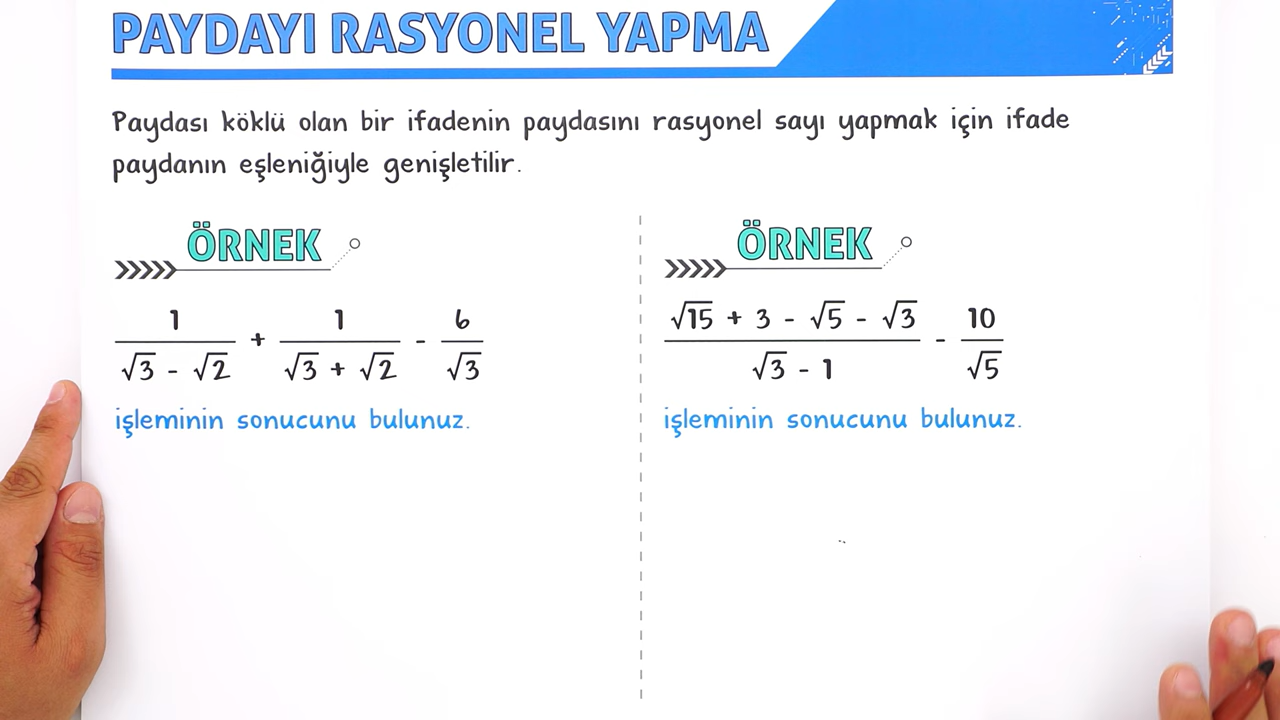 PAYDAYI RASYONEL YAPMA
Paydası köklü olan bir ifadenin paydasını rasyonel sayı yapmak için ifade
paydanın eşleniğiyle genişletilir.
ÖRNEK
1/(√3 - √2) + 1/(√3 + √2) - 6/√3
işleminin sonucunu bulunuz.
ÖRNEK
(√15 + 3 - √5 - √3)/(√3 - 1) - 10/√5
işleminin sonucunu bulunuz.